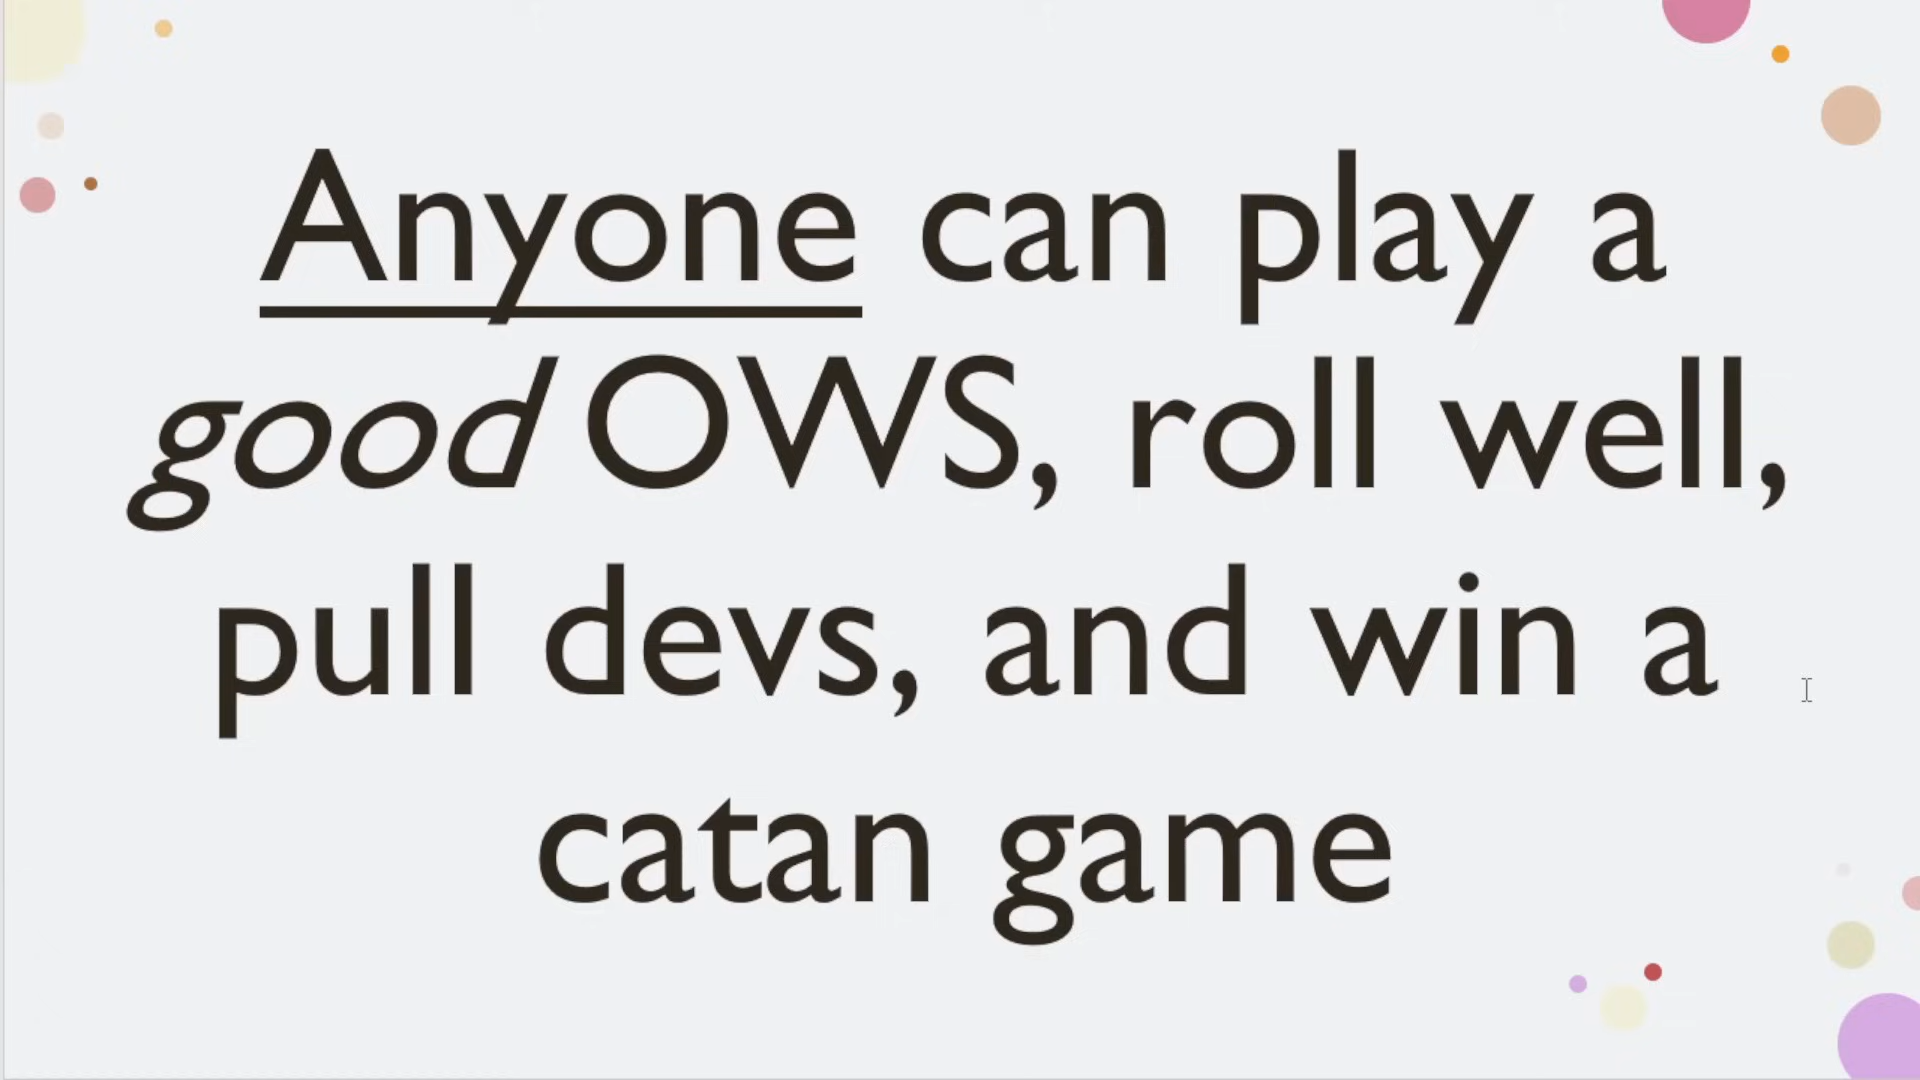 Anyone can play a
good OWS, roll well,
pull devs, and win a
catan game